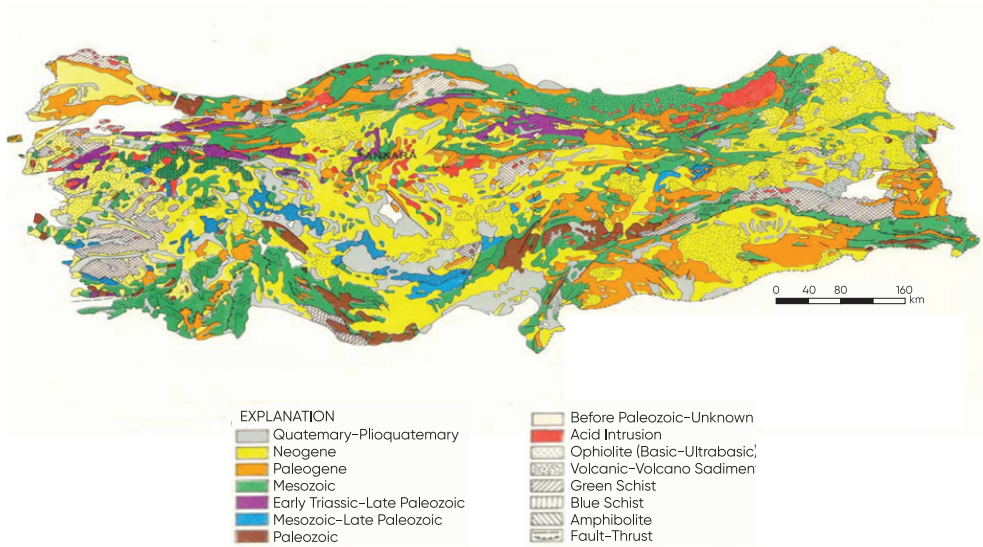 ANKARA
0 40 80 160
km
EXPLANATION
Quatemary-Plioquatemary
Neogene
Paleogene
Mesozoic
Early Triassic-Late Paleozoic
Mesozoic-Late Paleozoic
Paleozoic
Before Paleozoic-Unknown
Acid Intrusion
Ophiolite (Basic-Ultrabasic)
Volcanic-Volcano Sadimen
Green Schist
Blue Schist
Amphibolite
Fault-Thrust